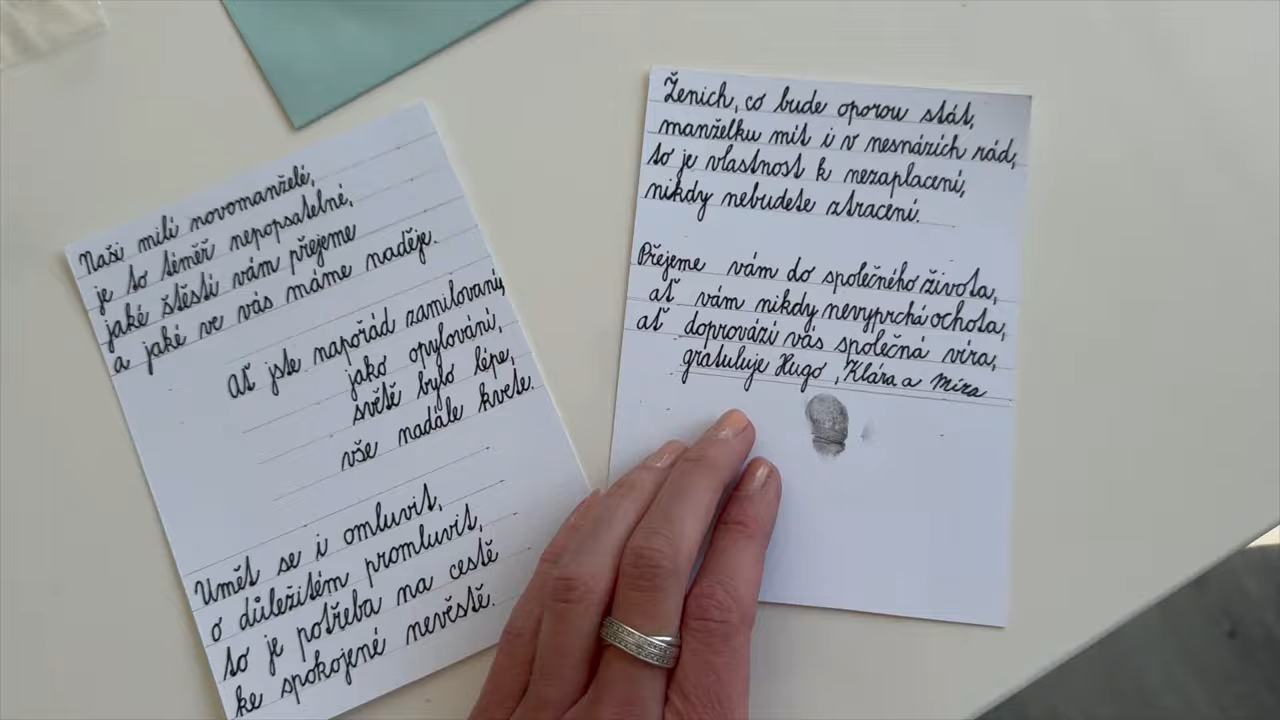 Naši milí novomanželé,
je to téměř nepopsatelné,
jaké štěstí vám přejeme
a jaké ve vás máme naděje.
Ať jste napořád zamilovaní,
jako opylování,
světě bylo lépe,
vše nadále kvete.
Umět se i omluvit,
o důležitém promluvit,
to je potřeba na cestě
ke spokojené nevěstě.
Ženich, co bude oporou stát,
manželku mít i v nesnázích rád,
to je vlastnost k nezaplacení,
nikdy nebudete ztraceni.
Přejeme vám do společného života,
ať vám nikdy nevyprchá ochota,
ať doprovází vás společná víra,
gratuluje Hugo, Klára a Míra